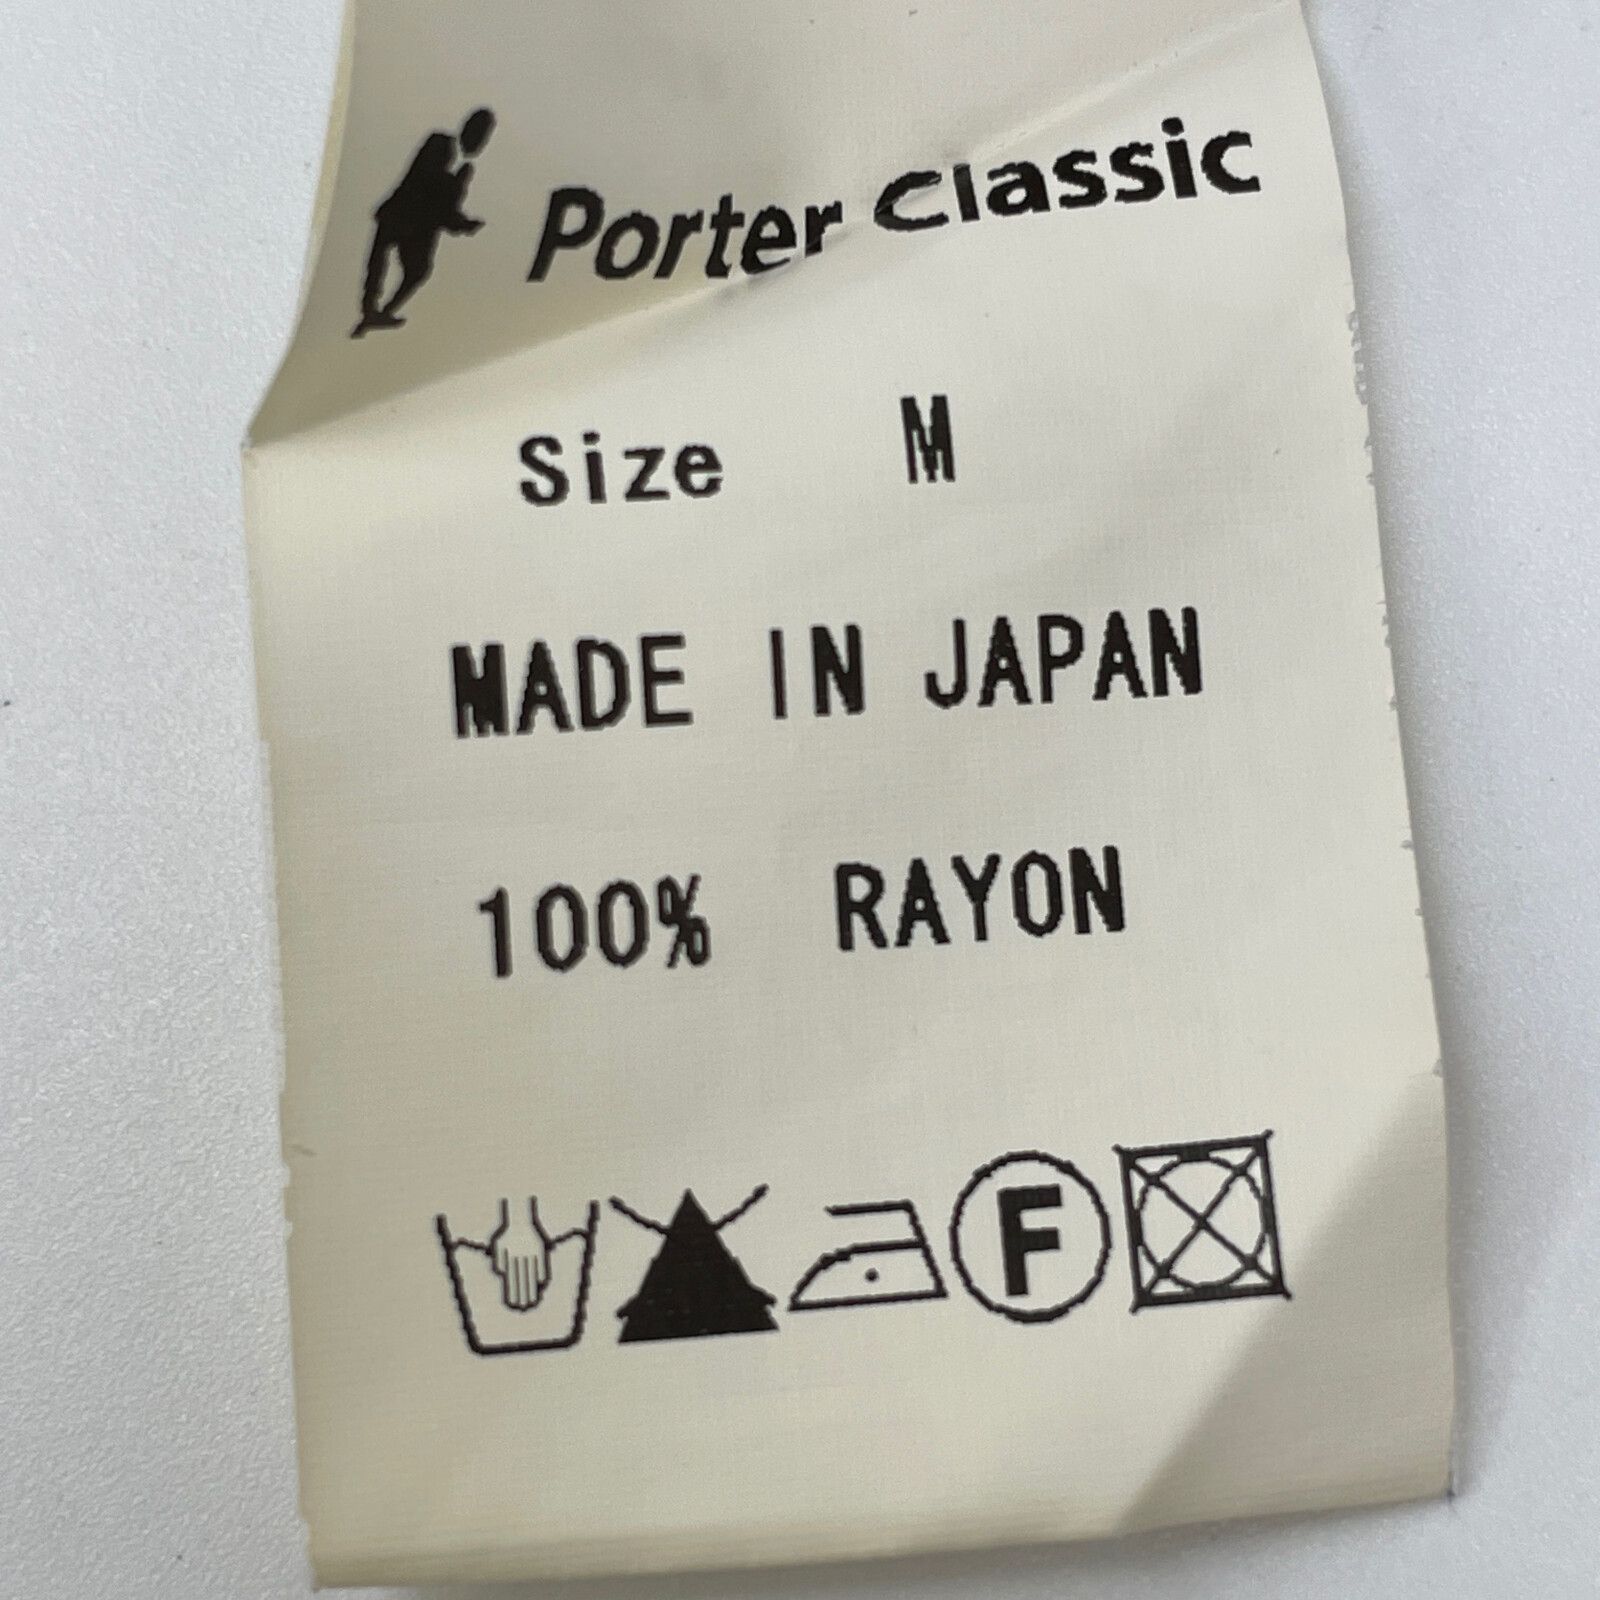 Porter Classic
Size M
MADE IN JAPAN
100% RAYON
F